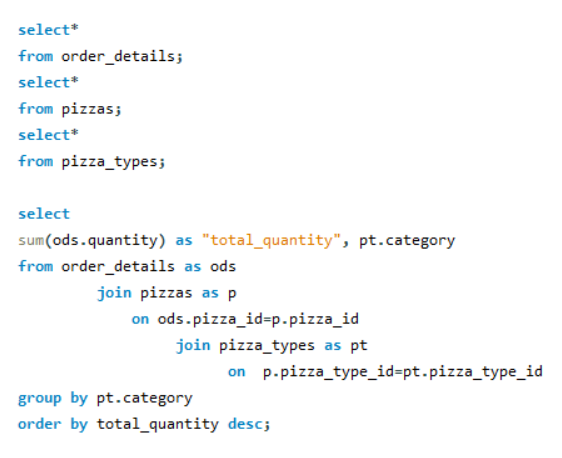 select*
from order_details;
select*
from pizzas;
select*
from pizza_types;
select
sum(ods.quantity) as "total_quantity", pt.category
from order_details as ods
join pizzas as p
on ods.pizza_id=p.pizza_id
join pizza_types as pt
on p.pizza_type_id=pt.pizza_type_id
group by pt.category
order by total_quantity desc;